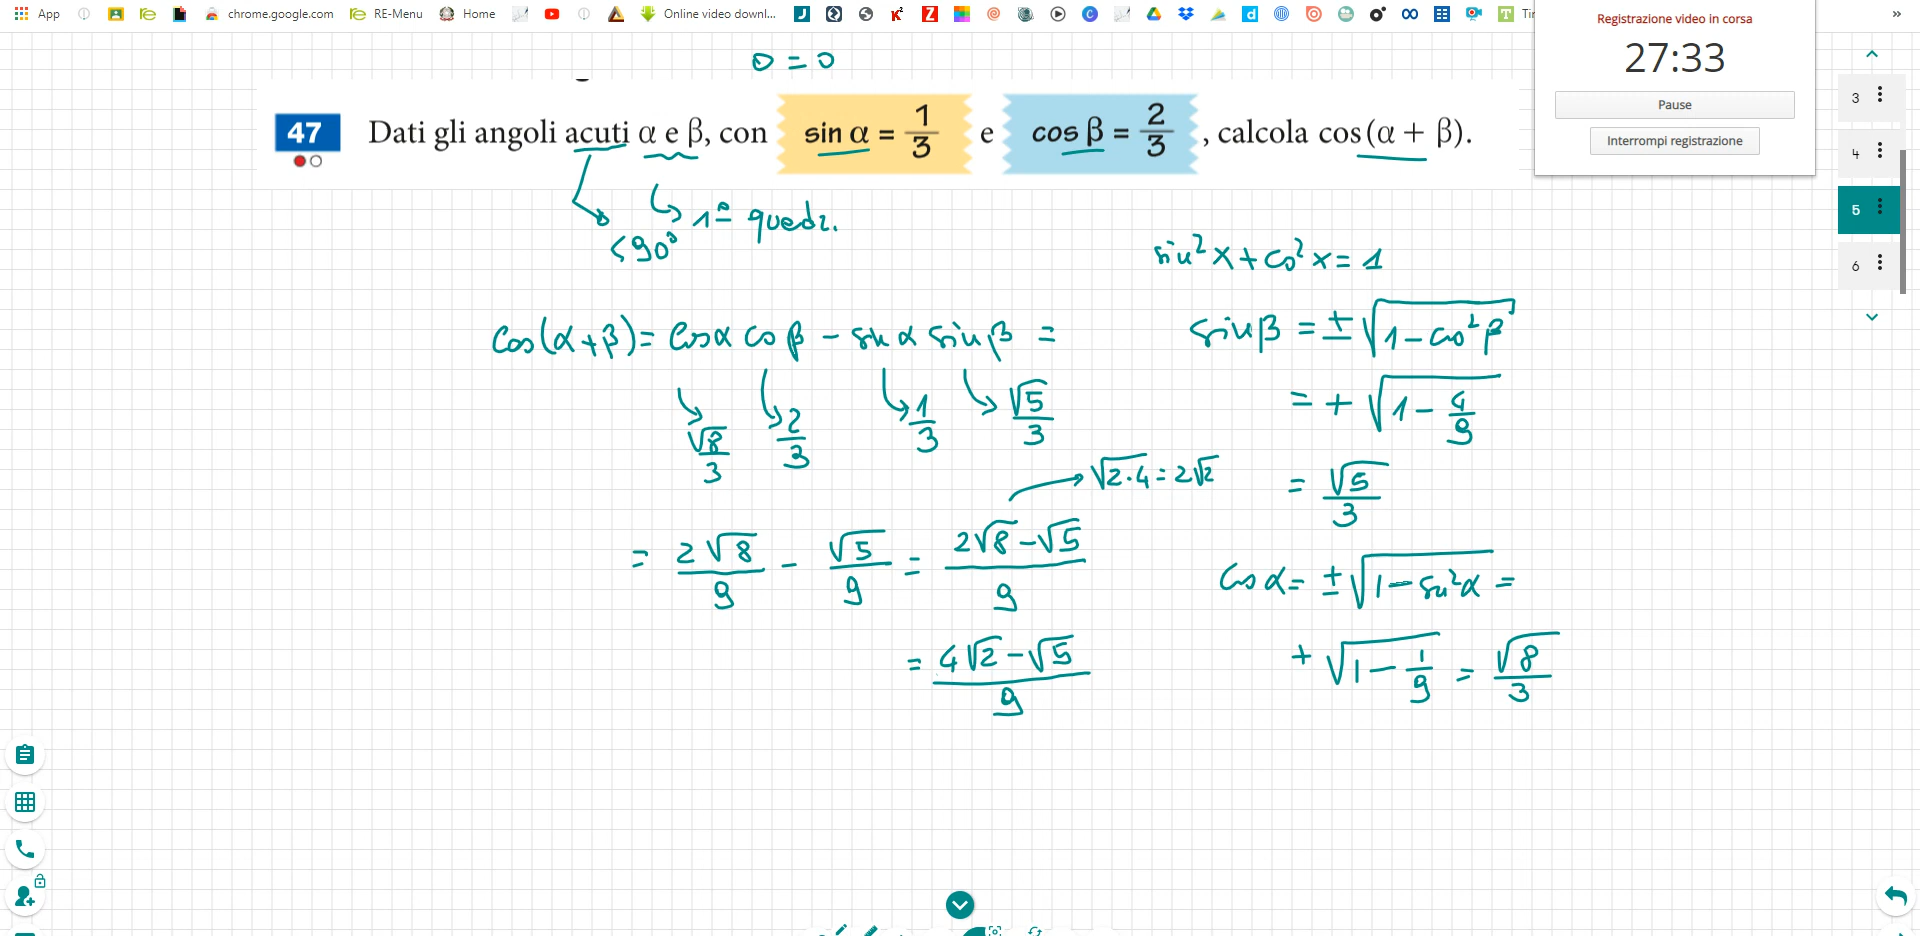 App chrome.google.com RE-Menu Home Online video downl... Tir »
Registrazione video in corsa
27:33
Pause
Interrompi registrazione
3
4
5
6
0 = 0
47 Dati gli angoli acuti α e β, con sin α = 1/3 e cos β = 2/3, calcola cos(α + β).
<90° 1° quadr.
sin²x + cos²x = 1
cos(α+β) = cosα cosβ - sinα sinβ =
√8/3 2/3 1/3 √5/3
sinβ = ±√(1-cos²β)
= +√(1-4/9)
√2·4 = 2√2
= √5/3
= 2√8/9 - √5/9 = (2√8-√5)/9
= (4√2-√5)/9
cosα = ±√(1-sin²α) =
+√(1-1/9) = √8/3